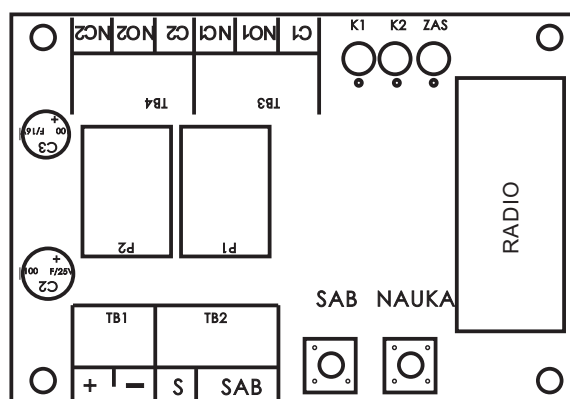 K1 K2 ZAS
NC2 NO2 C2 NC1 NO1 C1
TB4 TB3
C3
P2 P1
RADIO
100 F/25V
C2
SAB NAUKA
TB1 TB2
+ − S SAB